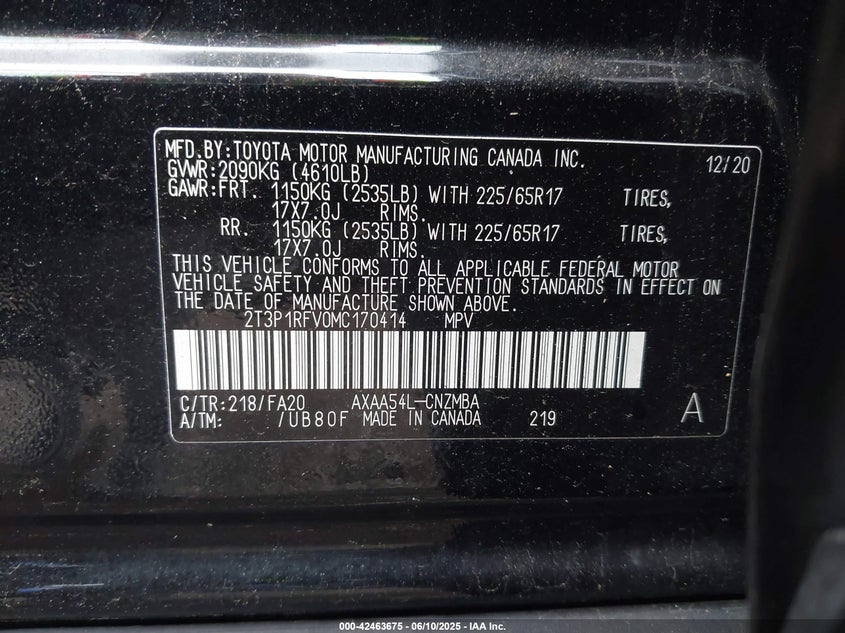 MFD.BY:TOYOTA MOTOR MANUFACTURING CANADA INC. 12/20
GVWR:2090KG (4610LB)
GAWR:FRT. 1150KG (2535LB) WITH 225/65R17 TIRES,
17X7.0J RIMS.
RR. 1150KG (2535LB) WITH 225/65R17 TIRES,
17X7.0J RIMS.
THIS VEHICLE CONFORMS TO ALL APPLICABLE FEDERAL MOTOR
VEHICLE SAFETY AND THEFT PREVENTION STANDARDS IN EFFECT ON
THE DATE OF MANUFACTURE SHOWN ABOVE.
2T3P1RFV0MC170414 MPV
C/TR:218/FA20 AXAA54L-CNZMBA
A/TM: /UB80F MADE IN CANADA 219 A
000-42463675 - 06/10/2025 - IAA Inc.